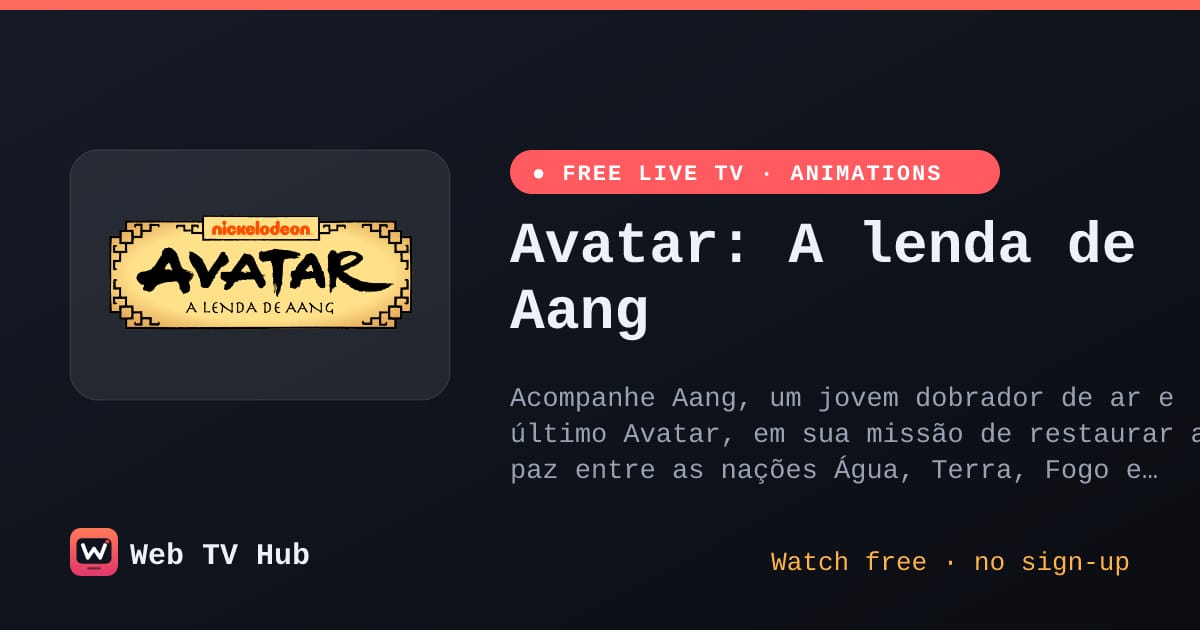 nickelodeon
AVATAR
A LENDA DE AANG
• FREE LIVE TV · ANIMATIONS
Avatar: A lenda de
Aang
Acompanhe Aang, um jovem dobrador de ar e
último Avatar, em sua missão de restaurar a
paz entre as nações Água, Terra, Fogo e…
W
Web TV Hub
Watch free · no sign-up